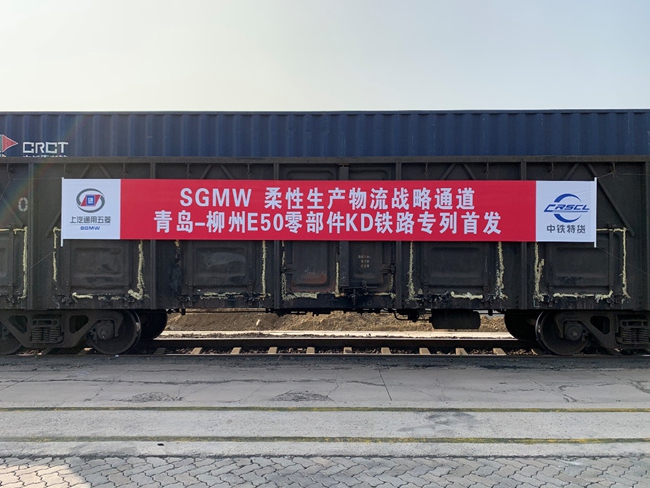 CRCT
SGMW 柔性生产物流战略通道
青岛-柳州E50零部件KD铁路专列首发
上汽通用五菱
SGMW
CRSCL
中铁特货